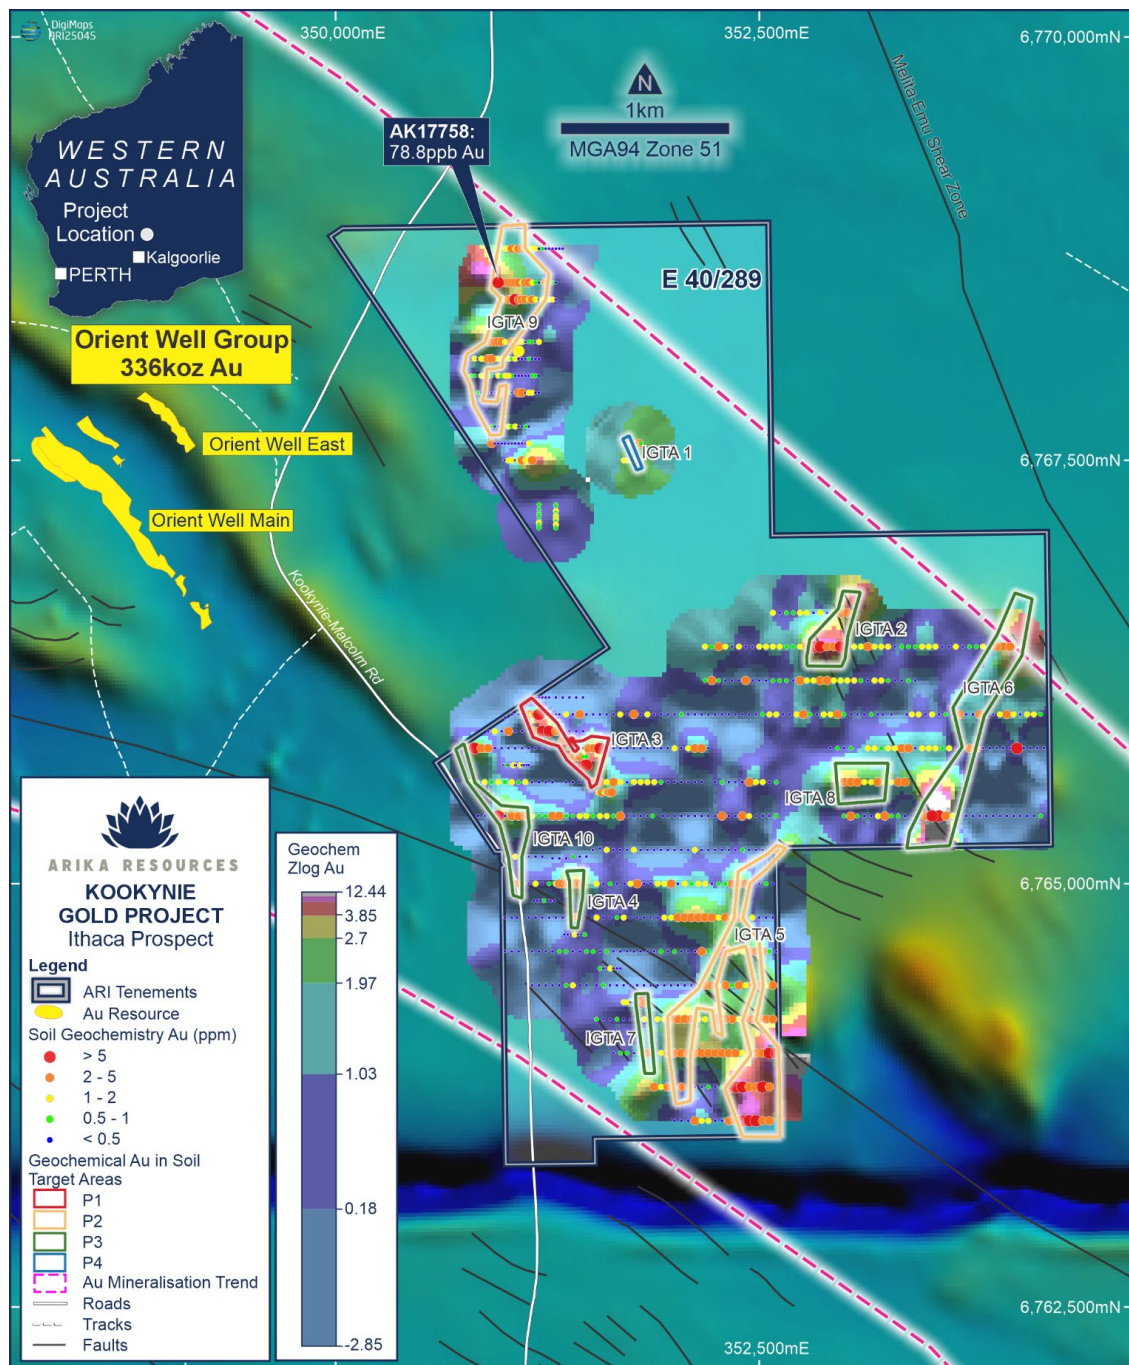 DigiMaps
ARI25045
350,000mE
352,500mE
6,770,000mN
N
1km
MGA94 Zone 51
Melita-Emu Shear Zone
AK17758:
78.8ppb Au
WESTERN
AUSTRALIA
Project
Location
Kalgoorlie
PERTH
E 40/289
IGTA 9
Orient Well Group
336koz Au
Orient Well East
IGTA 1
6,767,500mN
Orient Well Main
Kookynie-Malcolm Rd
IGTA 2
IGTA 6
IGTA 3
IGTA 8
IGTA 10
IGTA 4
6,765,000mN
IGTA 5
IGTA 7
ARIKA RESOURCES
KOOKYNIE
GOLD PROJECT
Ithaca Prospect
Legend
ARI Tenements
Au Resource
Soil Geochemistry Au (ppm)
> 5
2 - 5
1 - 2
0.5 - 1
< 0.5
Geochemical Au in Soil
Target Areas
P1
P2
P3
P4
Au Mineralisation Trend
Roads
Tracks
Faults
Geochem
Zlog Au
12.44
3.85
2.7
1.97
1.03
0.18
-2.85
6,762,500mN
352,500mE